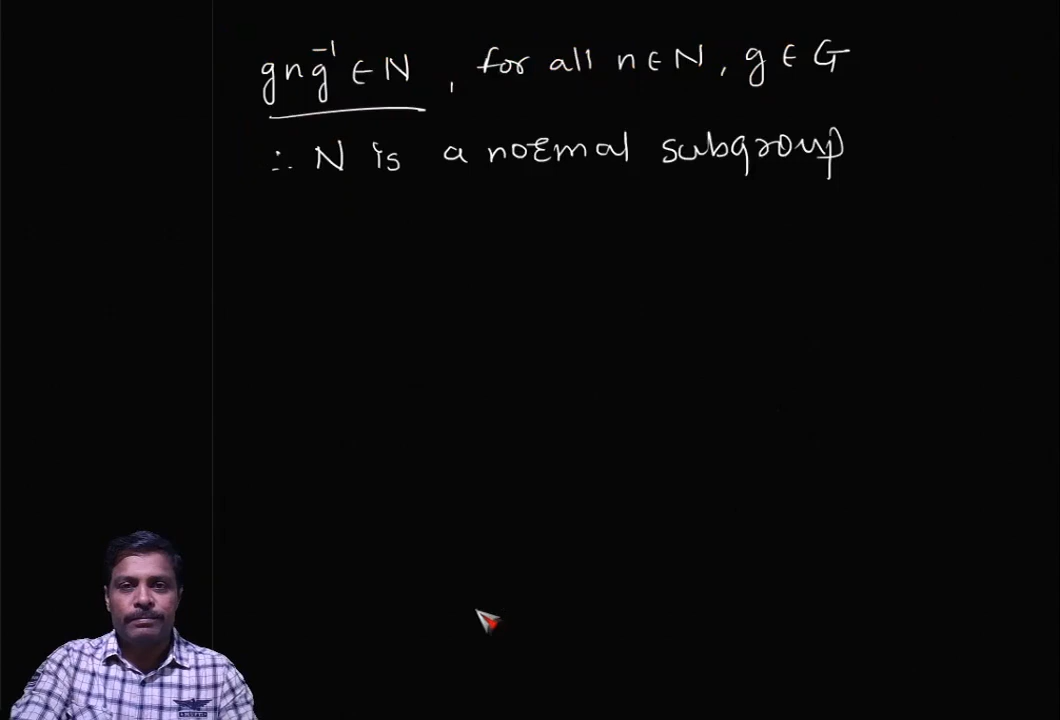 gng⁻¹ ∈ N, for all n ∈ N, g ∈ G
∴ N is a normal subgroup